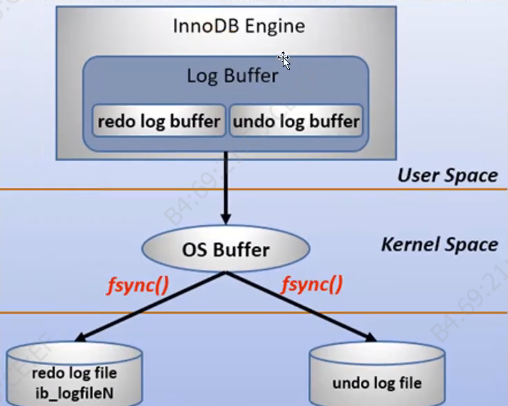 InnoDB Engine
Log Buffer
redo log buffer
undo log buffer
User Space
OS Buffer
Kernel Space
fsync()
fsync()
redo log file
ib_logfileN
undo log file